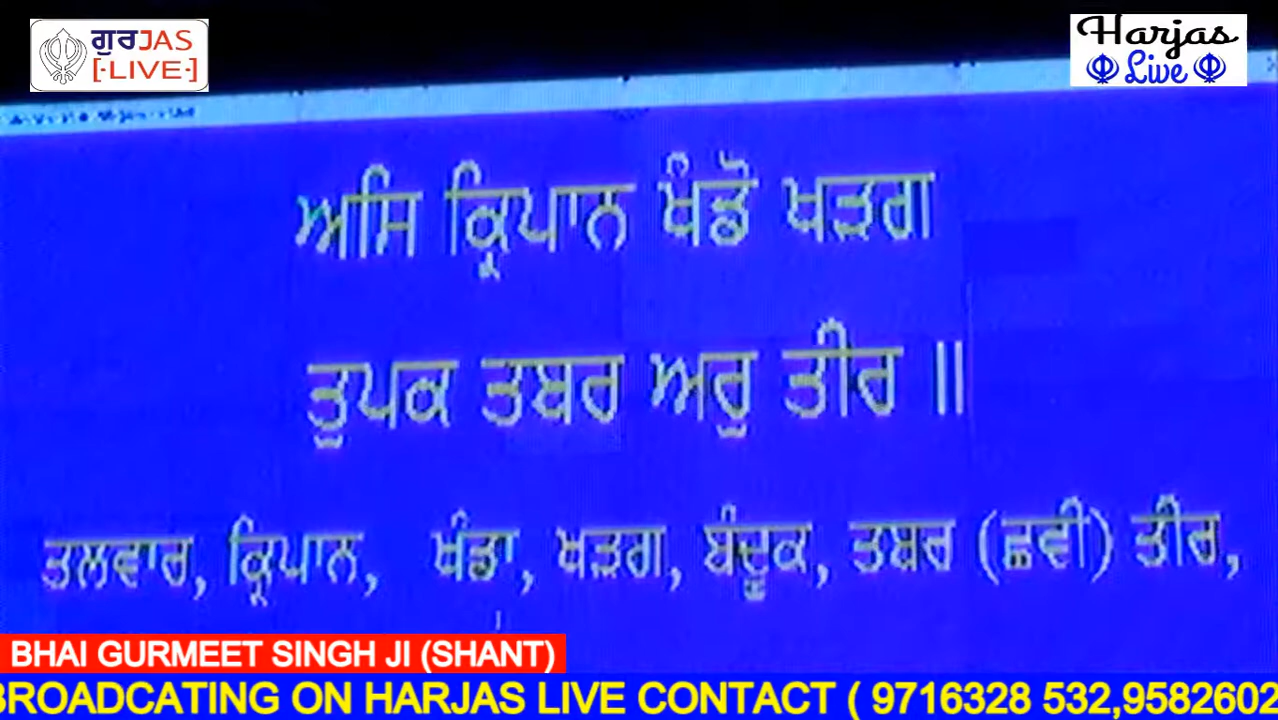 ਗੁਰJAS
[-LIVE-]
Harjas
Live
ਅਸਿ ਕ੍ਰਿਪਾਨ ਖੰਡੋ ਖੜਗ
ਤੁਪਕ ਤਬਰ ਅਰੁ ਤੀਰ ॥
ਤਲਵਾਰ, ਕ੍ਰਿਪਾਨ, ਖੰਡਾ, ਖੜਗ, ਬੰਦੂਕ, ਤਬਰ (ਛਵੀ) ਤੀਰ,
BHAI GURMEET SINGH JI (SHANT)
BROADCATING ON HARJAS LIVE CONTACT ( 9716328 532,9582602